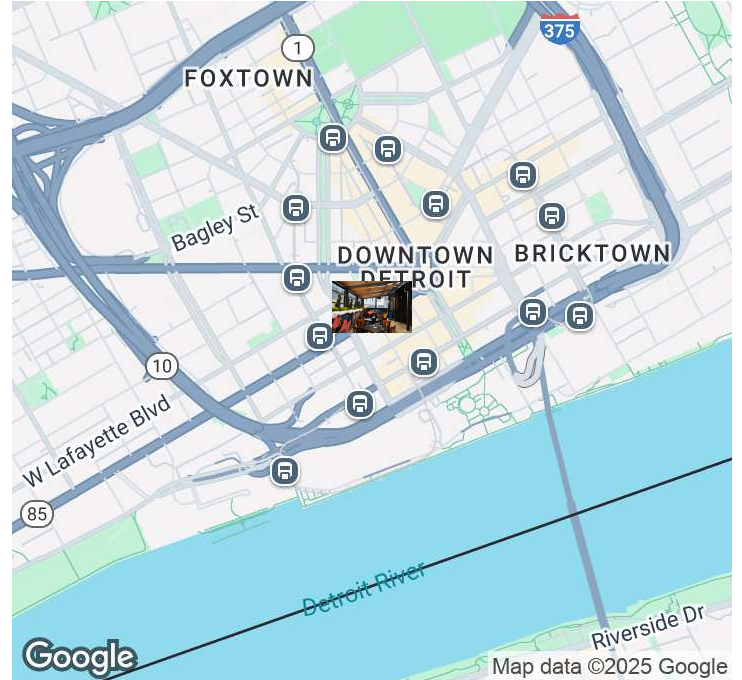 375
1
FOXTOWN
Bagley St
DOWNTOWN
DETROIT
BRICKTOWN
10
W Lafayette Blvd
85
Detroit River
Riverside Dr
Google
Map data ©2025 Google